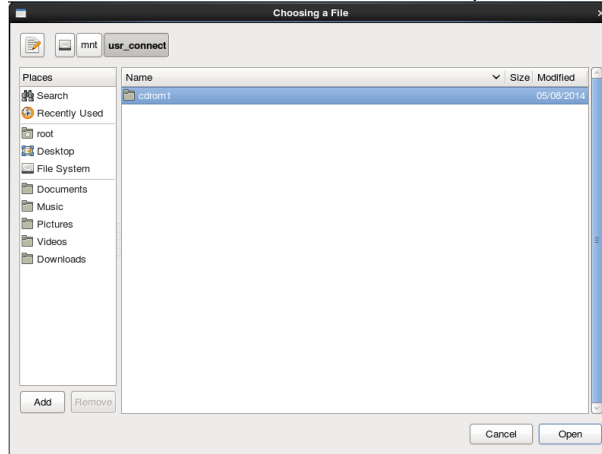 Choosing a File
mnt usr_connect
Places
Name Size Modified
Search
cdrom1 05/08/2014
Recently Used
root
Desktop
File System
Documents
Music
Pictures
Videos
Downloads
Add Remove
Cancel Open